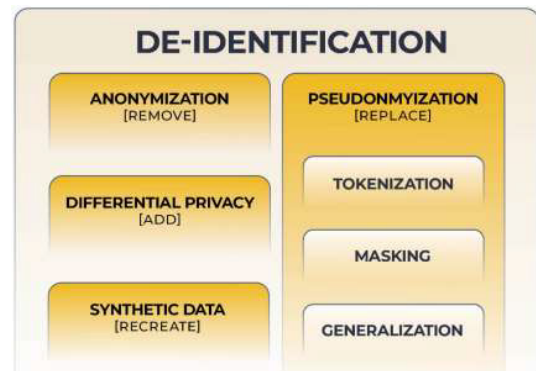 DE-IDENTIFICATION
ANONYMIZATION
[REMOVE]
DIFFERENTIAL PRIVACY
[ADD]
SYNTHETIC DATA
[RECREATE]
PSEUDONMYIZATION
[REPLACE]
TOKENIZATION
MASKING
GENERALIZATION